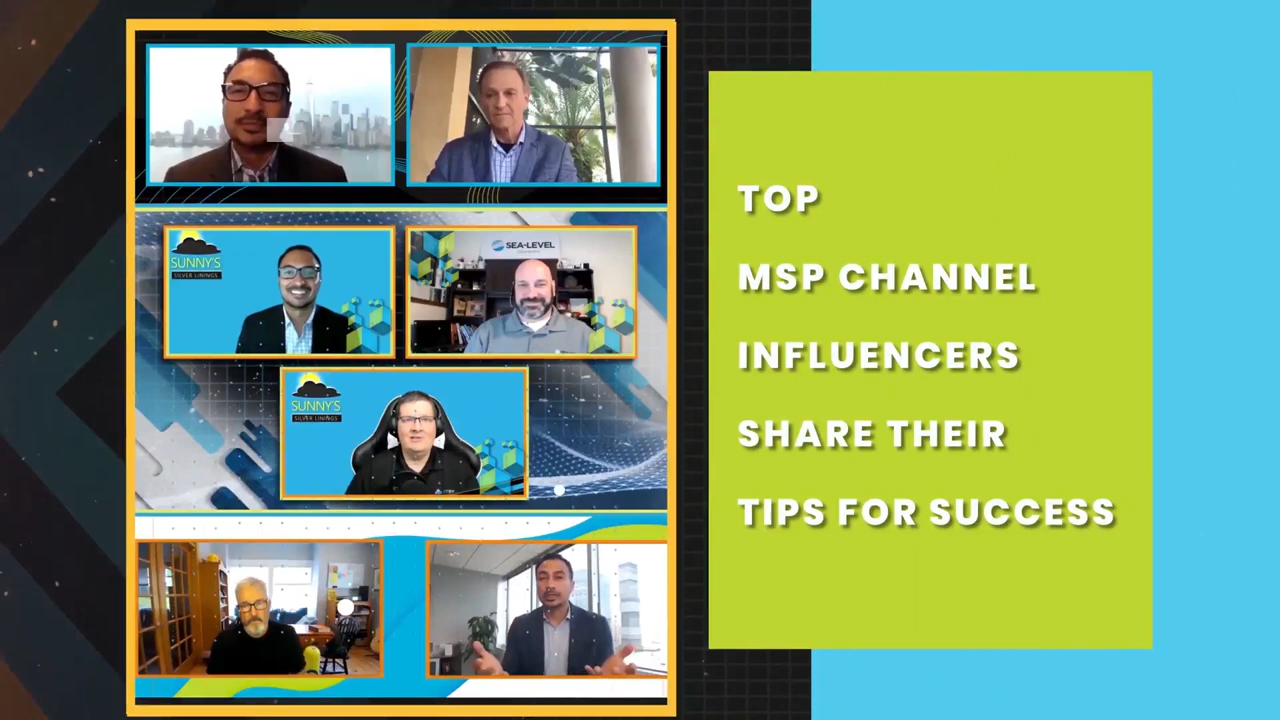 SUNNY'S
SILVER LININGS
SEA-LEVEL
SUNNY'S
SILVER LININGS
TOP
MSP CHANNEL
INFLUENCERS
SHARE THEIR
TIPS FOR SUCCESS